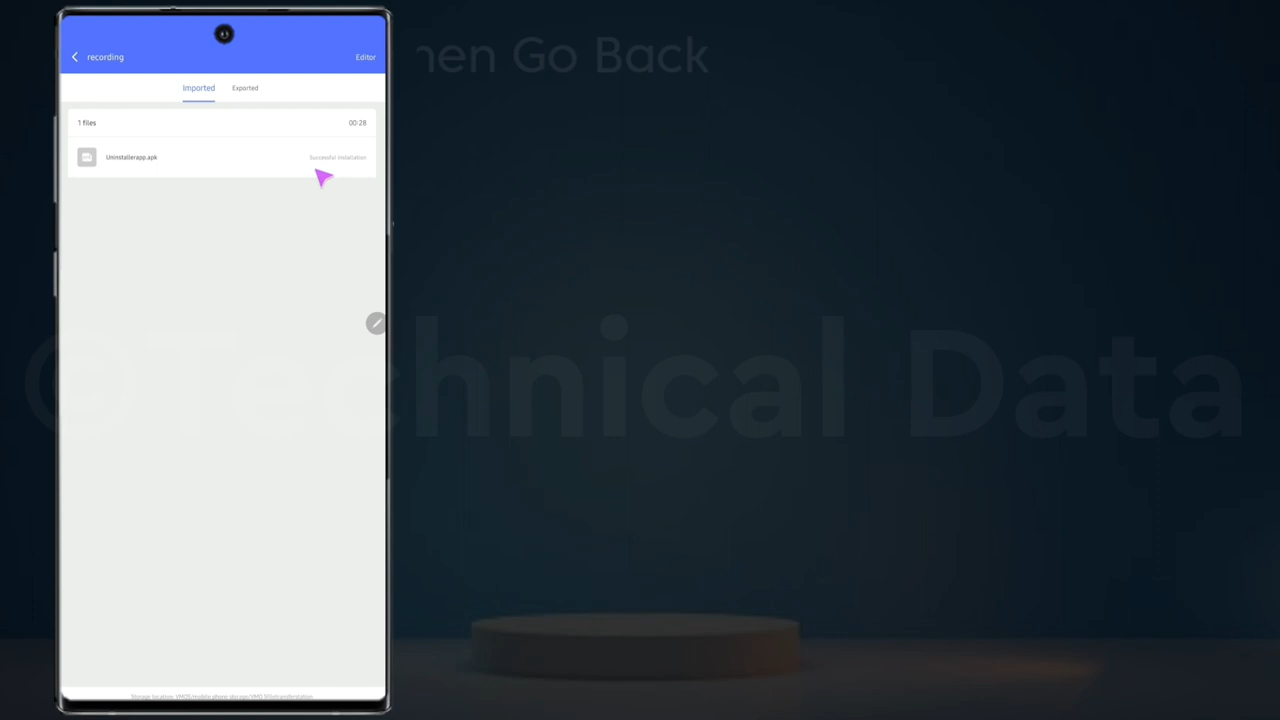 hen Go Back
recording
Editor
Imported
Exported
1 files
00:28
Uninstallerapp.apk
Successful installation
©Technical Data